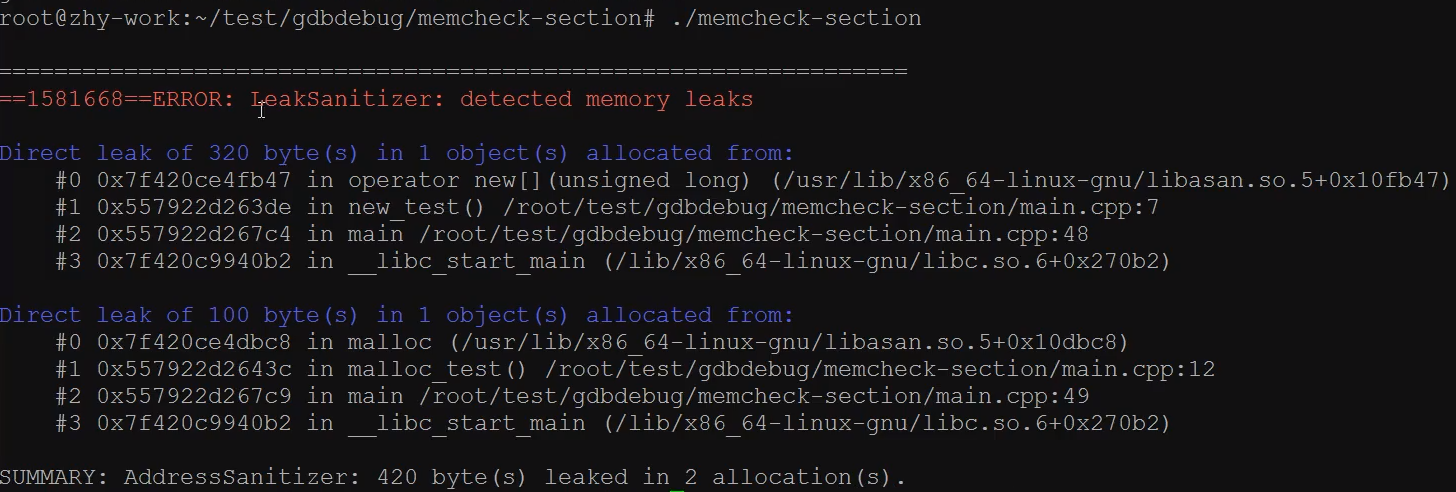 root@zhy-work:~/test/gdbdebug/memcheck-section# ./memcheck-section
=================================================================
==1581668==ERROR: LeakSanitizer: detected memory leaks
Direct leak of 320 byte(s) in 1 object(s) allocated from:
#0 0x7f420ce4fb47 in operator new[](unsigned long) (/usr/lib/x86_64-linux-gnu/libasan.so.5+0x10fb47)
#1 0x557922d263de in new_test() /root/test/gdbdebug/memcheck-section/main.cpp:7
#2 0x557922d267c4 in main /root/test/gdbdebug/memcheck-section/main.cpp:48
#3 0x7f420c9940b2 in __libc_start_main (/lib/x86_64-linux-gnu/libc.so.6+0x270b2)
Direct leak of 100 byte(s) in 1 object(s) allocated from:
#0 0x7f420ce4dbc8 in malloc (/usr/lib/x86_64-linux-gnu/libasan.so.5+0x10dbc8)
#1 0x557922d2643c in malloc_test() /root/test/gdbdebug/memcheck-section/main.cpp:12
#2 0x557922d267c9 in main /root/test/gdbdebug/memcheck-section/main.cpp:49
#3 0x7f420c9940b2 in __libc_start_main (/lib/x86_64-linux-gnu/libc.so.6+0x270b2)
SUMMARY: AddressSanitizer: 420 byte(s) leaked in 2 allocation(s).